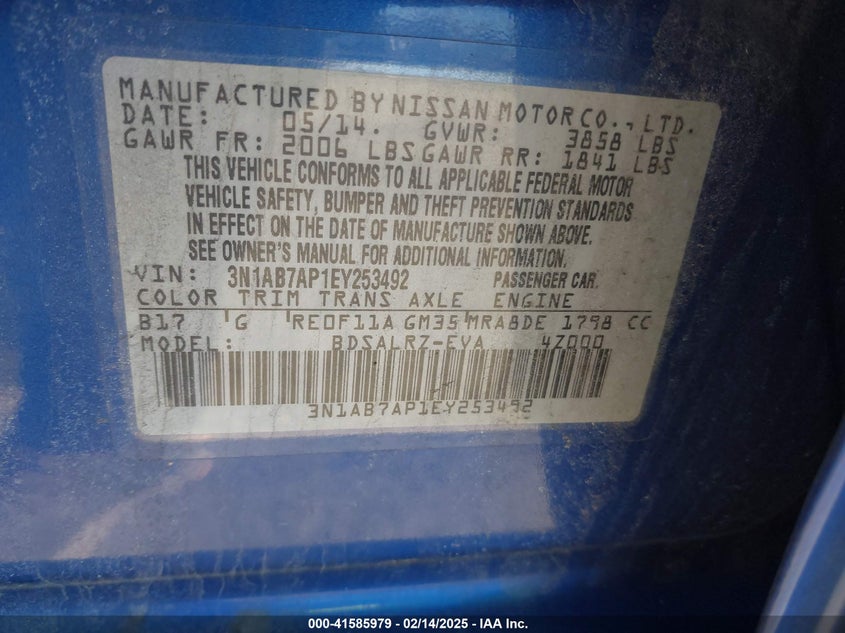 MANUFACTURED BY NISSAN MOTOR CO., LTD.
DATE: 05/14. GVWR: 3858 LBS
GAWR FR: 2006 LBS GAWR RR: 1841 LBS
THIS VEHICLE CONFORMS TO ALL APPLICABLE FEDERAL MOTOR
VEHICLE SAFETY, BUMPER AND THEFT PREVENTION STANDARDS
IN EFFECT ON THE DATE OF MANUFACTURE SHOWN ABOVE.
SEE OWNER'S MANUAL FOR ADDITIONAL INFORMATION.
VIN: 3N1AB7AP1EY253492 PASSENGER CAR.
COLOR TRIM TRANS AXLE ENGINE
B17 G RE0F11A GM35 MRA8DE 1798 CC
MODEL: BDSALRZ-EVA 4Z000
3N1AB7AP1EY253492
000-41585979 - 02/14/2025 - IAA Inc.